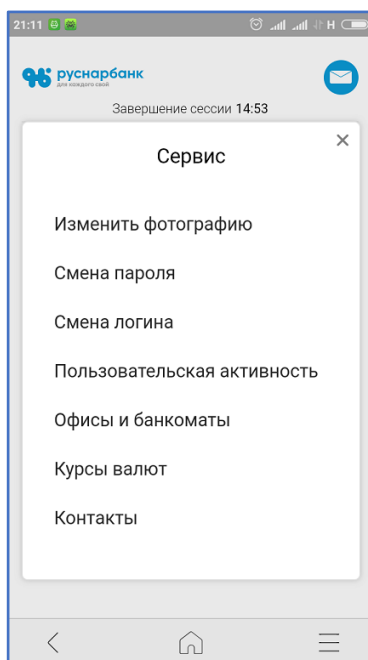 21:11 H
руснарбанк
для каждого свой
Завершение сессии 14:53
Сервис
Изменить фотографию
Смена пароля
Смена логина
Пользовательская активность
Офисы и банкоматы
Курсы валют
Контакты